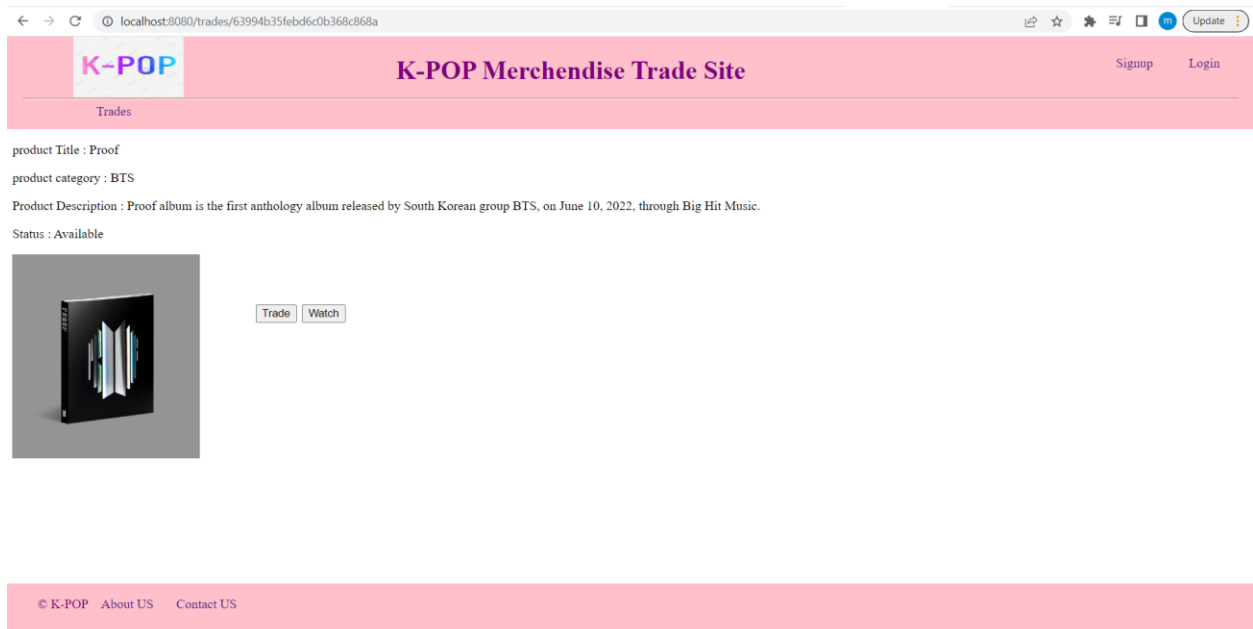 localhost:8080/trades/63994b35febd6c0b368c868a
m
Update
K-POP
K-POP Merchendise Trade Site
Signup
Login
Trades
product Title : Proof
product category : BTS
Product Description : Proof album is the first anthology album released by South Korean group BTS, on June 10, 2022, through Big Hit Music.
Status : Available
Trade
Watch
© K-POP About US Contact US